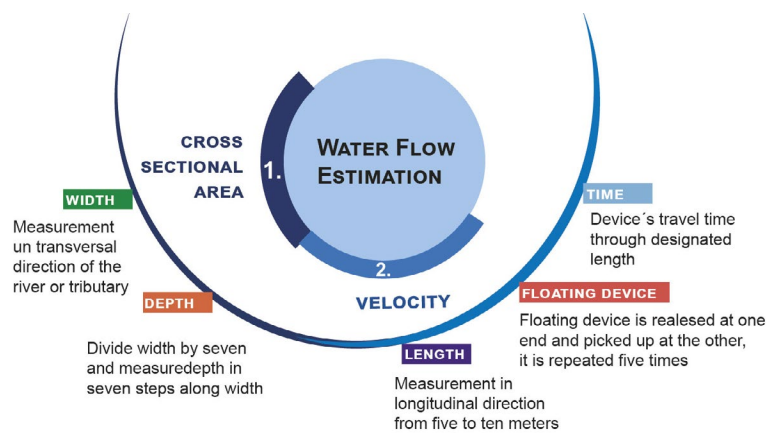 WATER FLOW
ESTIMATION
1.
CROSS
SECTIONAL
AREA
WIDTH
Measurement
un transversal
direction of the
river or tributary
DEPTH
Divide width by seven
and measuredepth in
seven steps along width
2.
VELOCITY
LENGTH
Measurement in
longitudinal direction
from five to ten meters
FLOATING DEVICE
Floating device is realesed at one
end and picked up at the other,
it is repeated five times
TIME
Device´s travel time
through designated
length